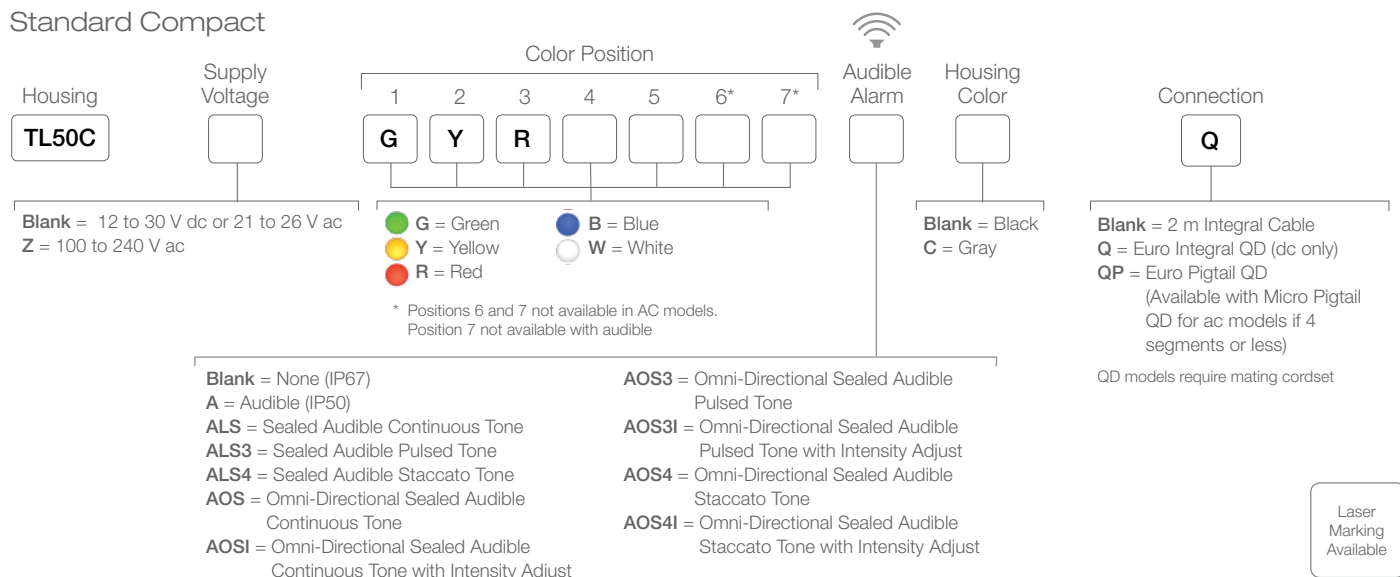 Standard Compact
Color Position
Housing
Supply
Voltage
1 2 3 4 5 6* 7*
Audible
Alarm
Housing
Color
Connection
TL50C
G Y R
Q
Blank = 12 to 30 V dc or 21 to 26 V ac
Z = 100 to 240 V ac
G = Green
Y = Yellow
R = Red
B = Blue
W = White
* Positions 6 and 7 not available in AC models.
Position 7 not available with audible
Blank = Black
C = Gray
Blank = 2 m Integral Cable
Q = Euro Integral QD (dc only)
QP = Euro Pigtail QD
(Available with Micro Pigtail
QD for ac models if 4
segments or less)
QD models require mating cordset
Blank = None (IP67)
A = Audible (IP50)
ALS = Sealed Audible Continuous Tone
ALS3 = Sealed Audible Pulsed Tone
ALS4 = Sealed Audible Staccato Tone
AOS = Omni-Directional Sealed Audible
Continuous Tone
AOSI = Omni-Directional Sealed Audible
Continuous Tone with Intensity Adjust
AOS3 = Omni-Directional Sealed Audible
Pulsed Tone
AOS3I = Omni-Directional Sealed Audible
Pulsed Tone with Intensity Adjust
AOS4 = Omni-Directional Sealed Audible
Staccato Tone
AOS4I = Omni-Directional Sealed Audible
Staccato Tone with Intensity Adjust
Laser
Marking
Available